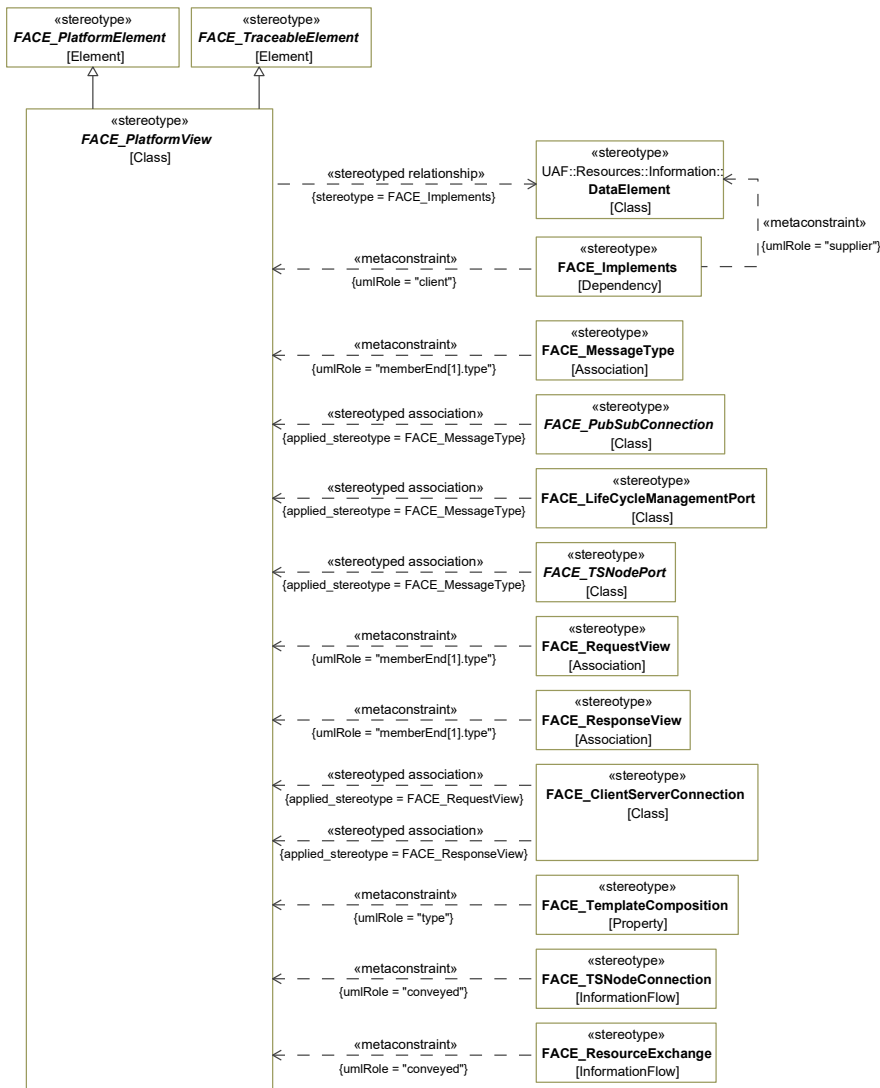 «stereotype»
FACE_PlatformElement
[Element]
«stereotype»
FACE_TraceableElement
[Element]
«stereotype»
FACE_PlatformView
[Class]
«stereotyped relationship»
{stereotype = FACE_Implements}
«stereotype»
UAF::Resources::Information::
DataElement
[Class]
«metaconstraint»
{umlRole = "supplier"}
«metaconstraint»
{umlRole = "client"}
«stereotype»
FACE_Implements
[Dependency]
«metaconstraint»
{umlRole = "memberEnd[1].type"}
«stereotype»
FACE_MessageType
[Association]
«stereotyped association»
{applied_stereotype = FACE_MessageType}
«stereotype»
FACE_PubSubConnection
[Class]
«stereotyped association»
{applied_stereotype = FACE_MessageType}
«stereotype»
FACE_LifeCycleManagementPort
[Class]
«stereotyped association»
{applied_stereotype = FACE_MessageType}
«stereotype»
FACE_TSNodePort
[Class]
«metaconstraint»
{umlRole = "memberEnd[1].type"}
«stereotype»
FACE_RequestView
[Association]
«metaconstraint»
{umlRole = "memberEnd[1].type"}
«stereotype»
FACE_ResponseView
[Association]
«stereotyped association»
{applied_stereotype = FACE_RequestView}
«stereotyped association»
{applied_stereotype = FACE_ResponseView}
«stereotype»
FACE_ClientServerConnection
[Class]
«metaconstraint»
{umlRole = "type"}
«stereotype»
FACE_TemplateComposition
[Property]
«metaconstraint»
{umlRole = "conveyed"}
«stereotype»
FACE_TSNodeConnection
[InformationFlow]
«metaconstraint»
{umlRole = "conveyed"}
«stereotype»
FACE_ResourceExchange
[InformationFlow]